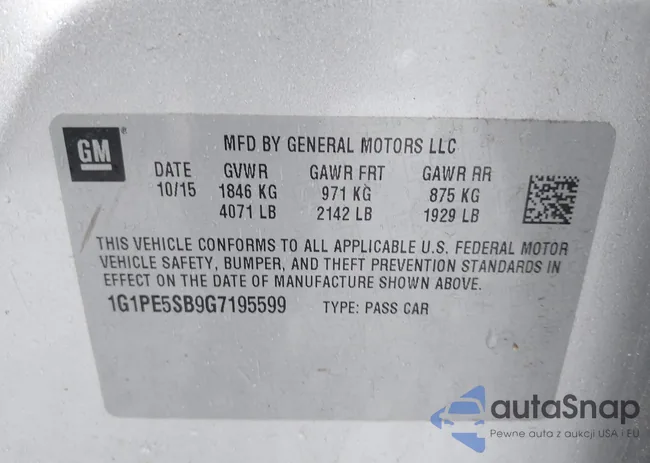 GM
MFD BY GENERAL MOTORS LLC
DATE GVWR GAWR FRT GAWR RR
10/15 1846 KG 971 KG 875 KG
4071 LB 2142 LB 1929 LB
THIS VEHICLE CONFORMS TO ALL APPLICABLE U.S. FEDERAL MOTOR
VEHICLE SAFETY, BUMPER, AND THEFT PREVENTION STANDARDS IN
EFFECT ON THE DATE OF MANUFACTURE SHOWN ABOVE.
1G1PE5SB9G7195599 TYPE: PASS CAR
autaSnap
Pewne auta z aukcji USA i EU